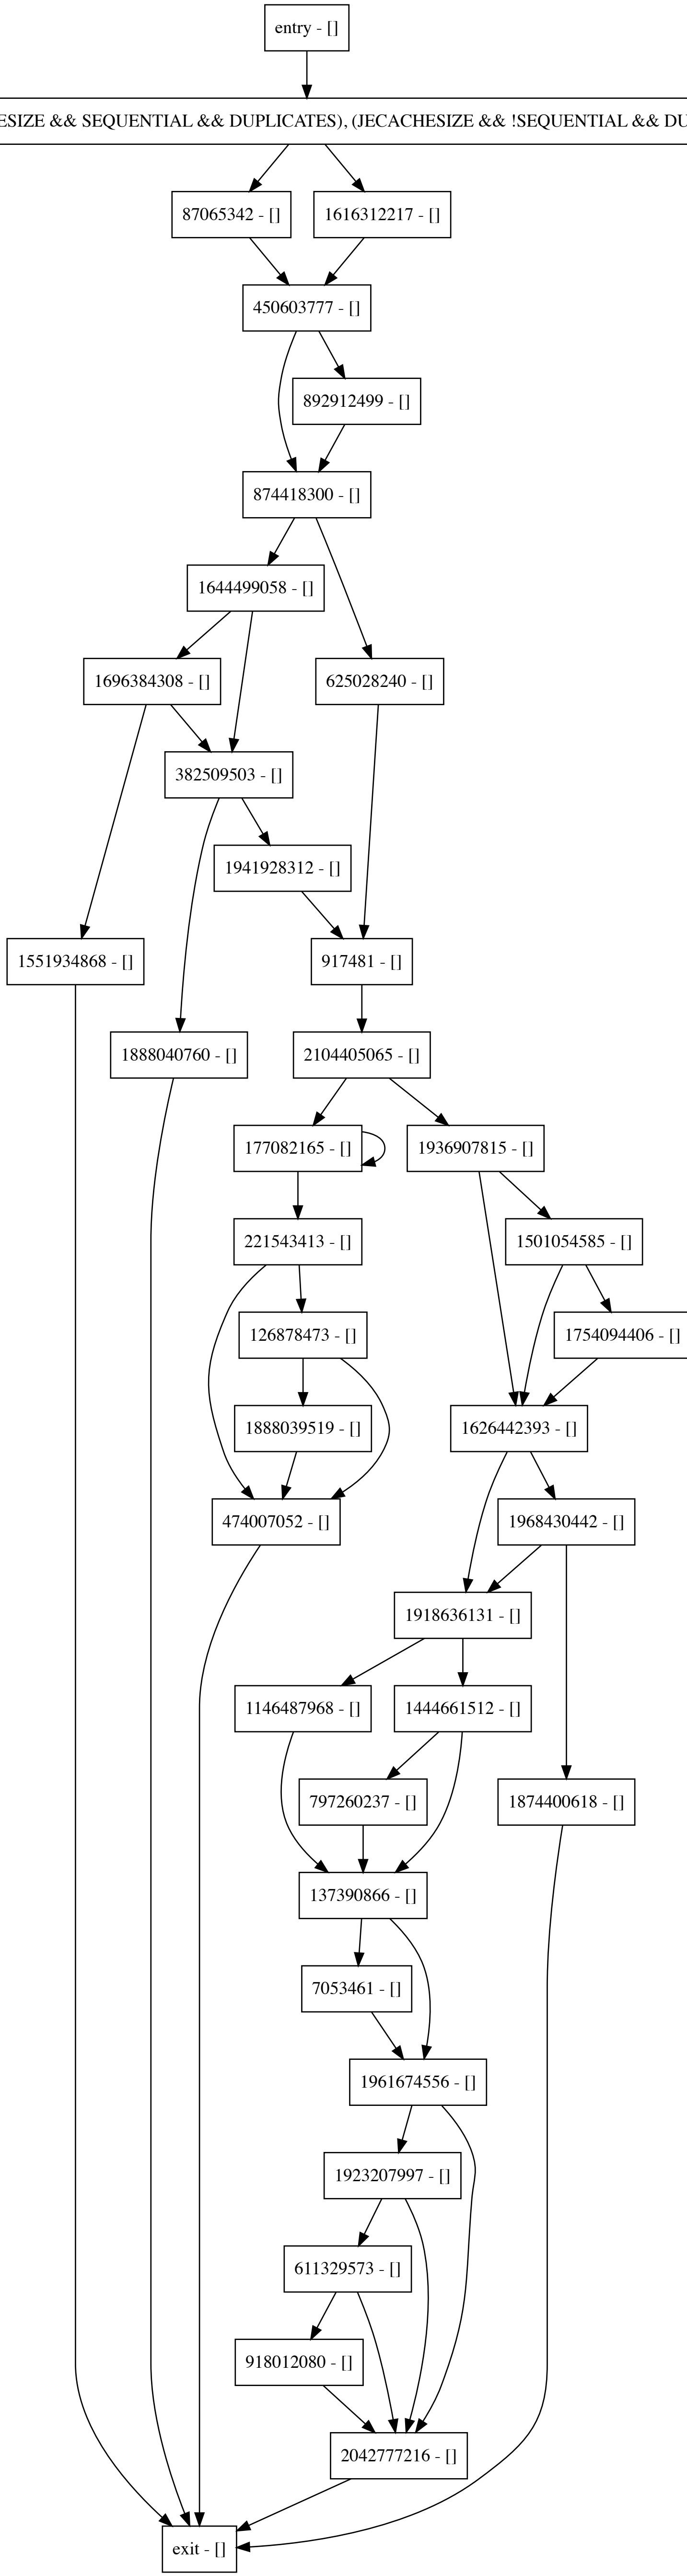 entry - []
ESIZE && SEQUENTIAL && DUPLICATES), (JECACHESIZE && !SEQUENTIAL && DU
87065342 - []
1616312217 - []
450603777 - []
892912499 - []
874418300 - []
1644499058 - []
1696384308 - []
625028240 - []
382509503 - []
1941928312 - []
1551934868 - []
917481 - []
1888040760 - []
2104405065 - []
177082165 - []
1936907815 - []
221543413 - []
1501054585 - []
126878473 - []
1754094406 - []
1888039519 - []
1626442393 - []
474007052 - []
1968430442 - []
1918636131 - []
1146487968 - []
1444661512 - []
797260237 - []
1874400618 - []
137390866 - []
7053461 - []
1961674556 - []
1923207997 - []
611329573 - []
918012080 - []
2042777216 - []
exit - []